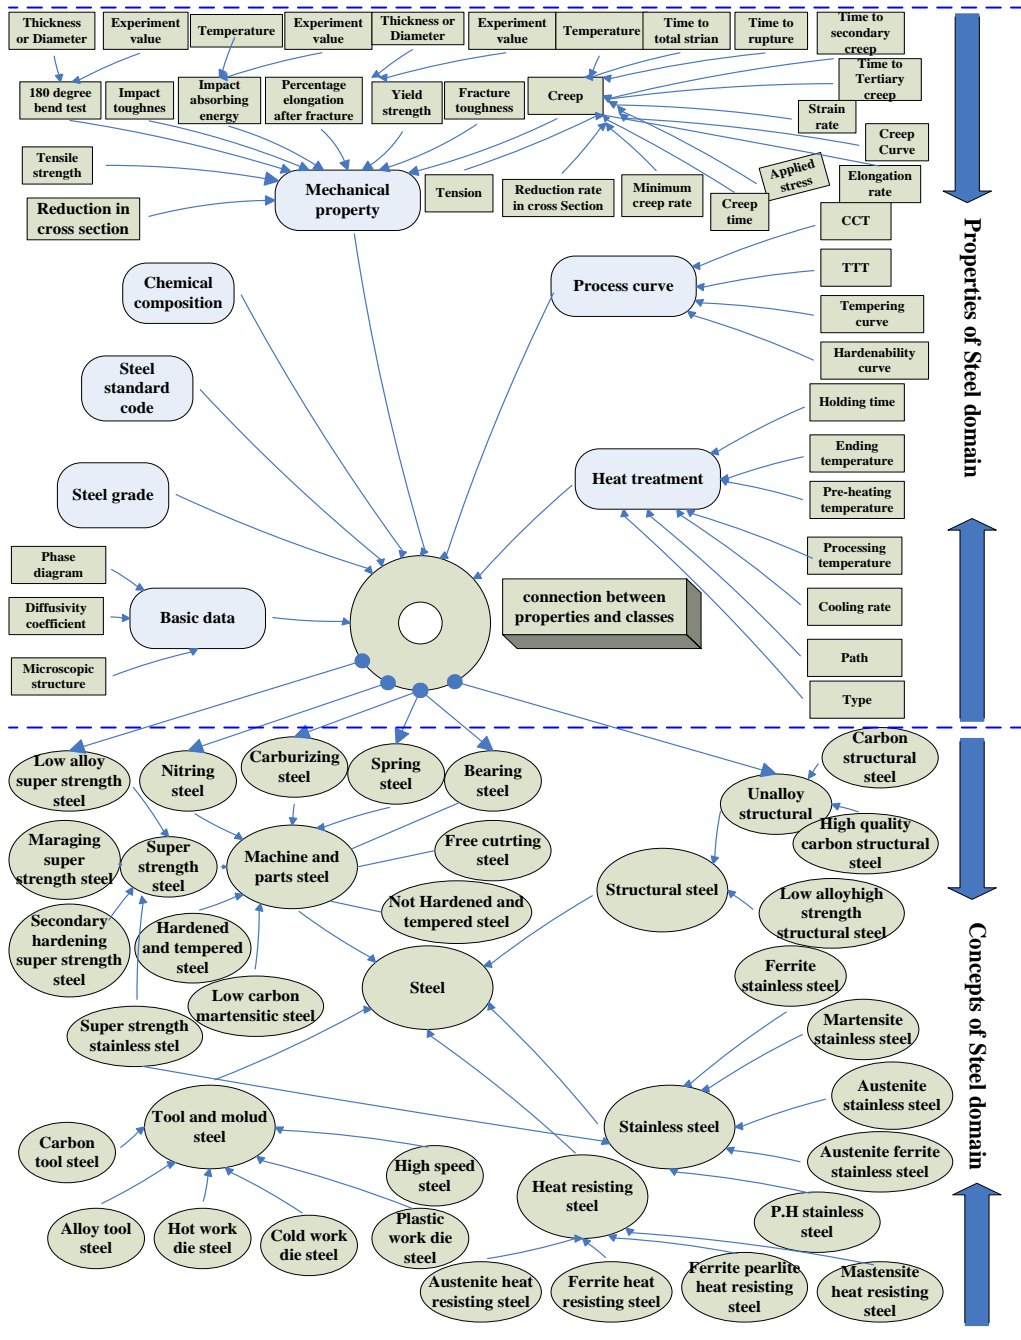 Thickness
or Diameter
Experiment
value
Temperature
Experiment
value
Thickness or
Diameter
Experiment
value
Temperature
Time to
total strian
Time to
rupture
Time to
secondary
creep
180 degree
bend test
Impact
toughnes
Impact
absorbing
energy
Percentage
elongation
after fracture
Yield
strength
Fracture
toughness
Creep
Time to
Tertiary
creep
Strain
rate
Creep
Curve
Tensile
strength
Reduction in
cross section
Mechanical
property
Tension
Reduction rate
in cross Section
Minimum
creep rate
Creep
time
Applied
stress
Elongation
rate
Chemical
composition
Process curve
CCT
TTT
Tempering
curve
Hardenability
curve
Properties of Steel domain
Steel
standard
code
Steel grade
Heat treatment
Holding time
Ending
temperature
Pre-heating
temperature
Processing
temperature
Cooling rate
Path
Type
Phase
diagram
Diffusivity
coefficient
Microscopic
structure
Basic data
connection between
properties and classes
Low alloy
super strength
steel
Nitring
steel
Carburizing
steel
Spring
steel
Bearing
steel
Carbon
structural
steel
Unalloy
structural
High quality
carbon structural
steel
Maraging
super
strength steel
Super
strength
steel
Machine and
parts steel
Free cutrting
steel
Structural steel
Not Hardened and
tempered steel
Low alloyhigh
strength
structural steel
Secondary
hardening
super strength
steel
Hardened
and tempered
steel
Low carbon
martensitic steel
Steel
Ferrite
stainless steel
Concepts of Steel domain
Super strength
stainless stel
Martensite
stainless steel
Tool and molud
steel
Stainless steel
Austenite
stainless steel
Carbon
tool steel
High speed
steel
Austenite ferrite
stainless steel
Heat resisting
steel
P.H stainless
steel
Alloy tool
steel
Hot work
die steel
Cold work
die steel
Plastic
work die
steel
Austenite heat
resisting steel
Ferrite heat
resisting steel
Ferrite pearlite
heat resisting
steel
Mastensite
heat resisting
steel